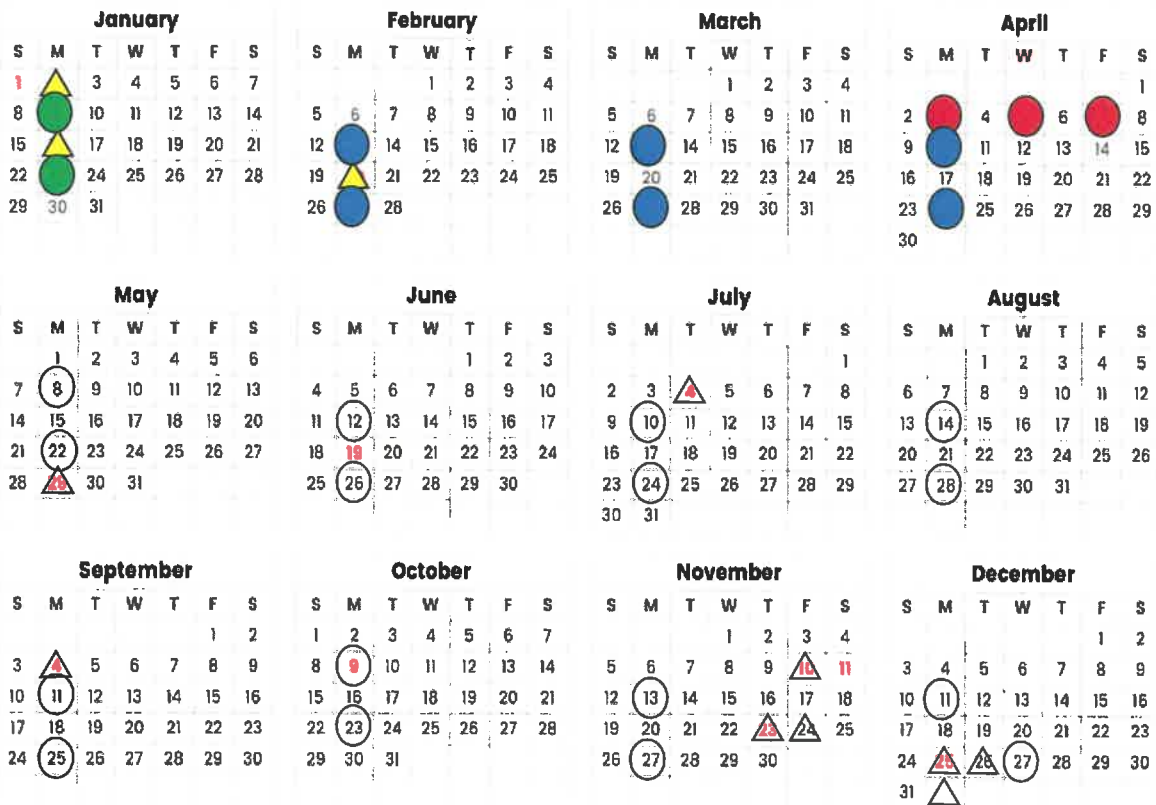 January
S M T W T F S
1 3 4 5 6 7
8 10 11 12 13 14
15 17 18 19 20 21
22 24 25 26 27 28
29 30 31
February
S M T W T F S
1 2 3 4
5 6 7 8 9 10 11
12 14 15 16 17 18
19 21 22 23 24 25
26 28
March
S M T W T F S
1 2 3 4
5 6 7 8 9 10 11
12 14 15 16 17 18
19 20 21 22 23 24 25
26 28 29 30 31
April
S M T W T F S
1
2 4 6 8
9 11 12 13 14 15
16 17 18 19 20 21 22
23 25 26 27 28 29
30
May
S M T W T F S
1 2 3 4 5 6
7 8 9 10 11 12 13
14 15 16 17 18 19 20
21 22 23 24 25 26 27
28 29 30 31
June
S M T W T F S
1 2 3
4 5 6 7 8 9 10
11 12 13 14 15 16 17
18 19 20 21 22 23 24
25 26 27 28 29 30
July
S M T W T F S
1
2 3 4 5 6 7 8
9 10 11 12 13 14 15
16 17 18 19 20 21 22
23 24 25 26 27 28 29
30 31
August
S M T W T F S
1 2 3 4 5
6 7 8 9 10 11 12
13 14 15 16 17 18 19
20 21 22 23 24 25 26
27 28 29 30 31
September
S M T W T F S
1 2
3 4 5 6 7 8 9
10 11 12 13 14 15 16
17 18 19 20 21 22 23
24 25 26 27 28 29 30
October
S M T W T F S
1 2 3 4 5 6 7
8 9 10 11 12 13 14
15 16 17 18 19 20 21
22 23 24 25 26 27 28
29 30 31
November
S M T W T F S
1 2 3 4
5 6 7 8 9 10 11
12 13 14 15 16 17 18
19 20 21 22 23 24 25
26 27 28 29 30
December
S M T W T F S
1 2
3 4 5 6 7 8 9
10 11 12 13 14 15 16
17 18 19 20 21 22 23
24 25 26 27 28 29 30
31